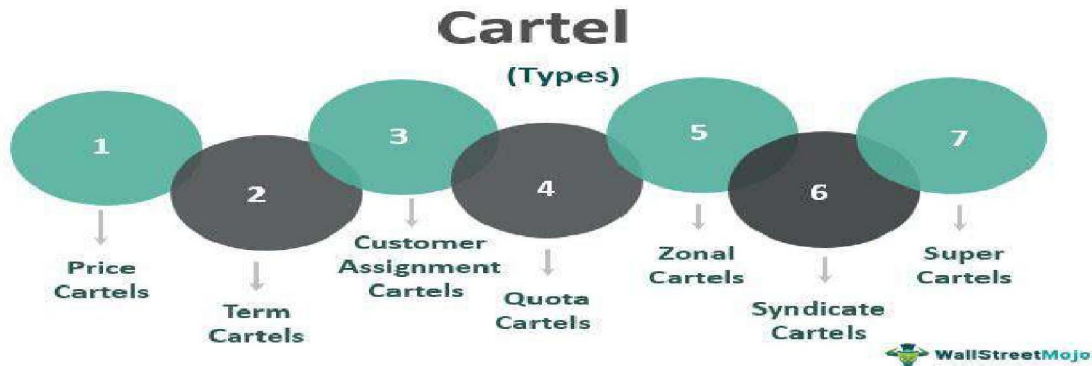 Cartel
(Types)
1
2
3
4
5
6
7
Price
Cartels
Term
Cartels
Customer
Assignment
Cartels
Quota
Cartels
Zonal
Cartels
Syndicate
Cartels
Super
Cartels
WallStreetMojo